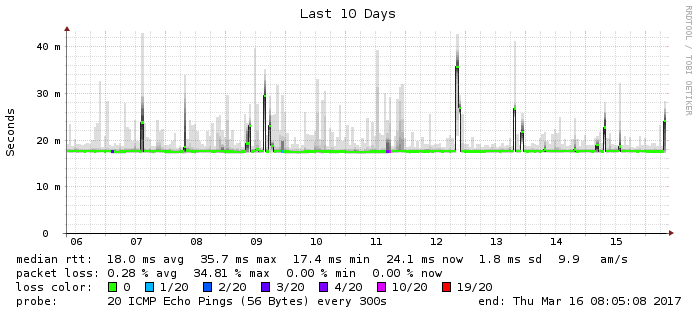 Last 10 Days
RRDTOOL / TOBI OETIKER
Seconds
40 m
30 m
20 m
10 m
0
06 07 08 09 10 11 12 13 14 15
median rtt: 18.0 ms avg 35.7 ms max 17.4 ms min 24.1 ms now 1.8 ms sd 9.9 am/s
packet loss: 0.28 % avg 34.81 % max 0.00 % min 0.00 % now
loss color: 0 1/20 2/20 3/20 4/20 10/20 19/20
probe: 20 ICMP Echo Pings (56 Bytes) every 300s end: Thu Mar 16 08:05:08 2017